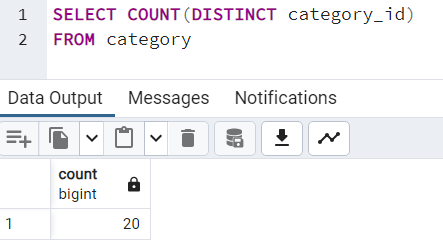 1 SELECT COUNT(DISTINCT category_id)
2 FROM category
Data Output Messages Notifications
count
bigint
1 20